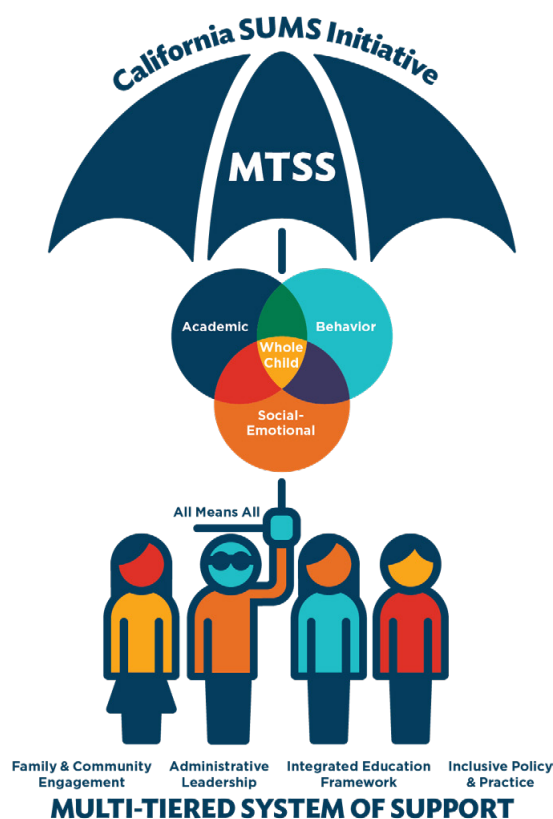 California SUMS Initiative
MTSS
Academic
Behavior
Whole
Child
Social-
Emotional
All Means All
Family & Community
Engagement
Administrative
Leadership
Integrated Education
Framework
Inclusive Policy
& Practice
MULTI-TIERED SYSTEM OF SUPPORT